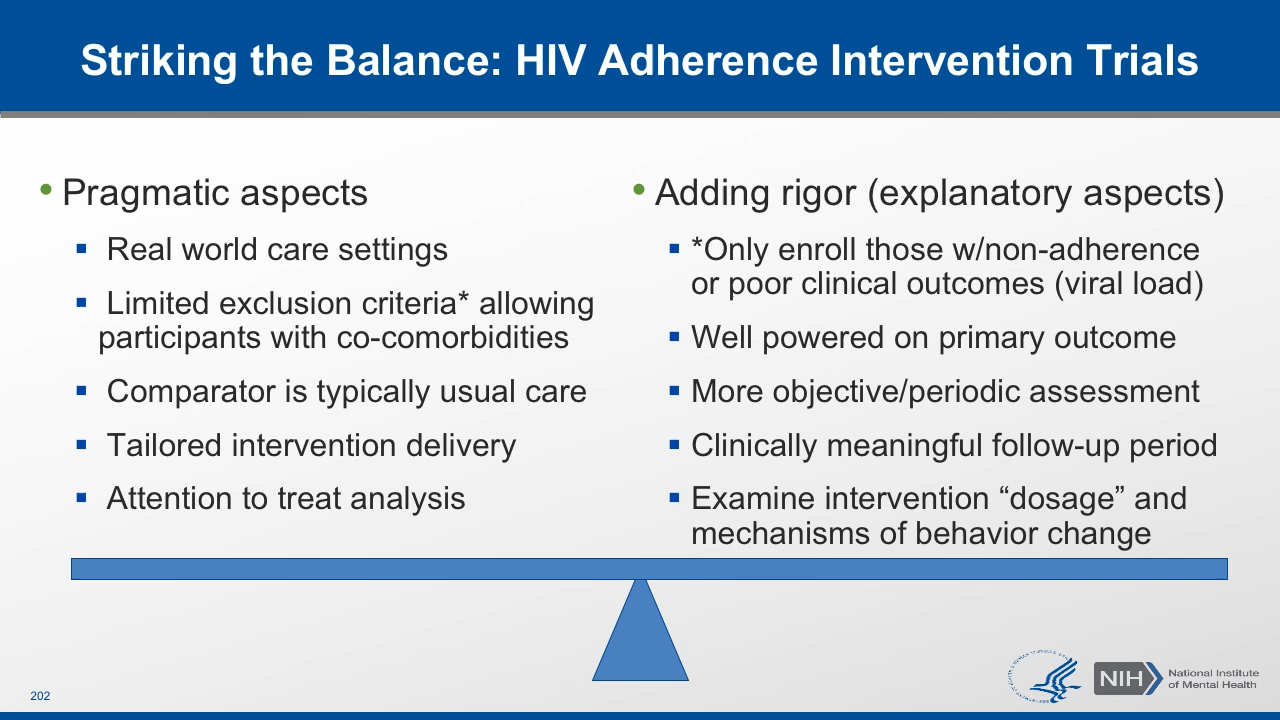 Striking the Balance: HIV Adherence Intervention Trials
• Pragmatic aspects
▪ Real world care settings
▪ Limited exclusion criteria* allowing
participants with co-comorbidities
▪ Comparator is typically usual care
▪ Tailored intervention delivery
▪ Attention to treat analysis
• Adding rigor (explanatory aspects)
▪ *Only enroll those w/non-adherence
or poor clinical outcomes (viral load)
▪ Well powered on primary outcome
▪ More objective/periodic assessment
▪ Clinically meaningful follow-up period
▪ Examine intervention “dosage” and
mechanisms of behavior change
202
NIH
National Institute
of Mental Health